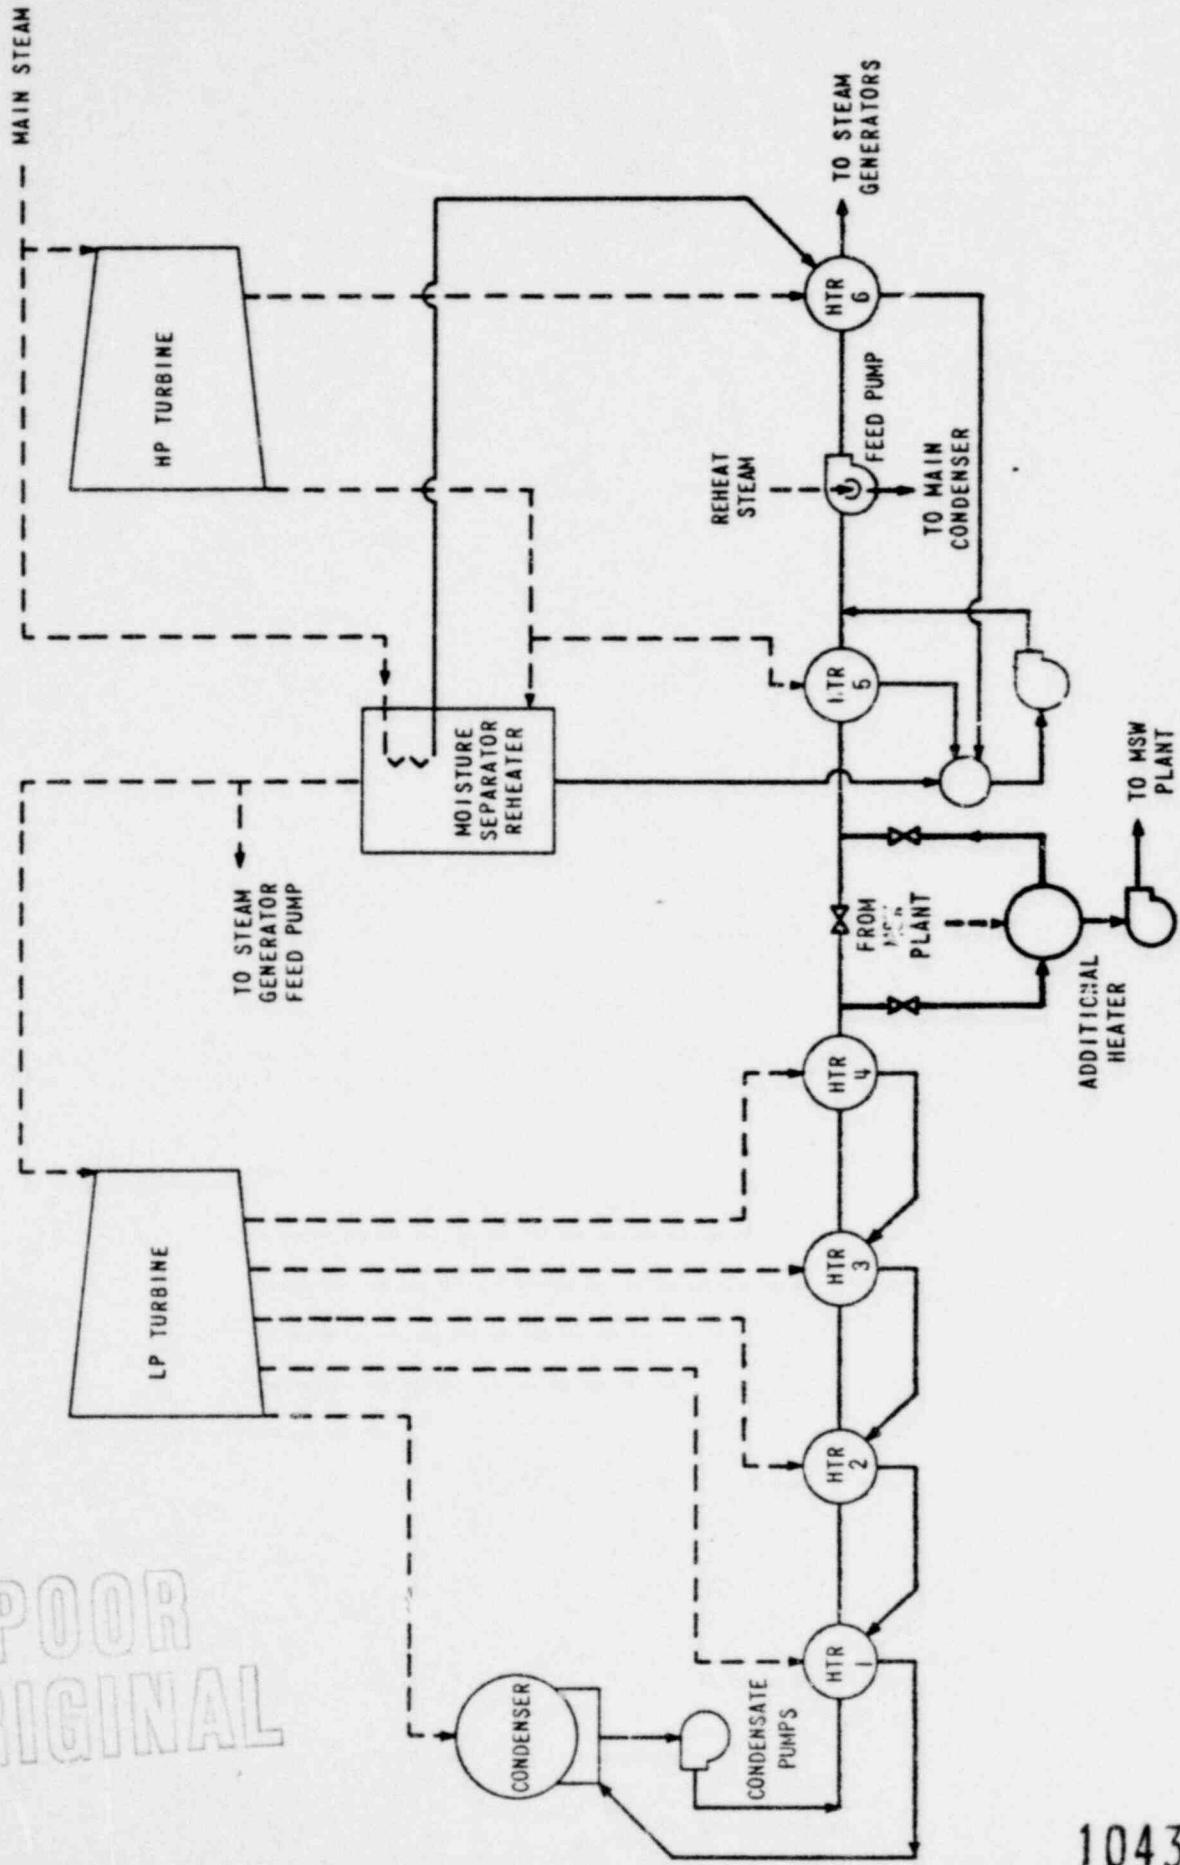 MAIN STEAM
HP TURBINE
TO STEAM
GENERATORS
HTR
6
FEED PUMP
REHEAT
STEAM
TO MAIN
CONDENSER
HTR
5
MOISTURE
SEPARATOR
REHEATER
TO STEAM
GENERATOR
FEED PUMP
FROM
PLANT
TO MSW
PLANT
ADDITIONAL
HEATER
LP TURBINE
HTR
4
HTR
3
HTR
2
HTR
1
CONDENSER
CONDENSATE
PUMPS
POOR
RIGINAL
1043